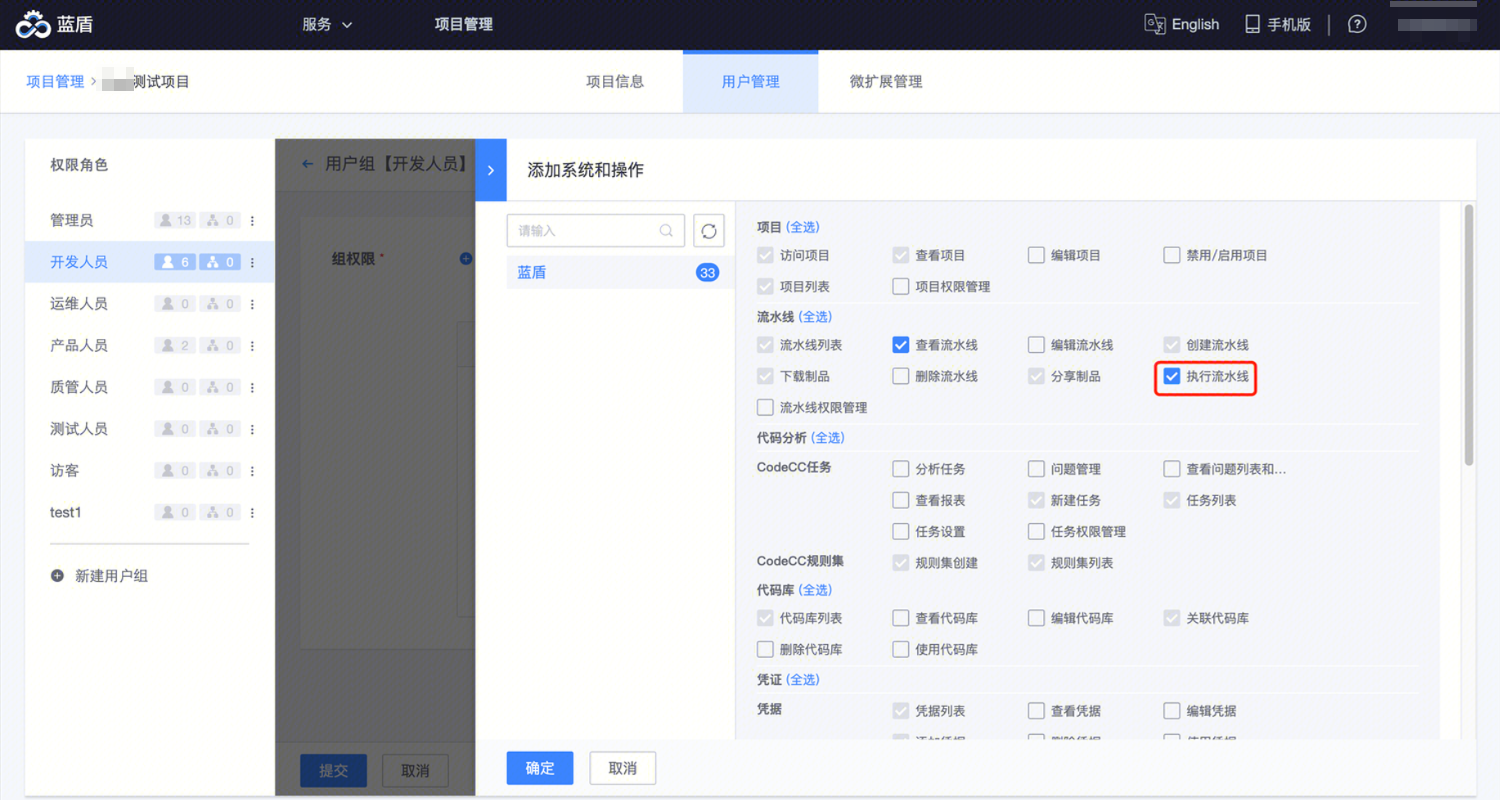 蓝盾 服务 项目管理 English 手机版
项目管理 > 测试项目 项目信息 用户管理 微扩展管理
权限角色
管理员 13 0
开发人员 6 0
运维人员 0 0
产品人员 2 0
质管人员 0 0
测试人员 0 0
访客 0 0
test1 0 0
新建用户组
用户组【开发人员】
组权限 *
提交 取消
添加系统和操作
请输入
蓝盾 33
项目 (全选)
访问项目 查看项目 编辑项目 禁用/启用项目
项目列表 项目权限管理
流水线 (全选)
流水线列表 查看流水线 编辑流水线 创建流水线
下载制品 删除流水线 分享制品 执行流水线
流水线权限管理
代码分析 (全选)
CodeCC任务 分析任务 问题管理 查看问题列表和...
查看报表 新建任务 任务列表
任务设置 任务权限管理
CodeCC规则集 规则集创建 规则集列表
代码库 (全选)
代码库列表 查看代码库 编辑代码库 关联代码库
删除代码库 使用代码库
凭证 (全选)
凭据 凭据列表 查看凭据 编辑凭据
确定 取消